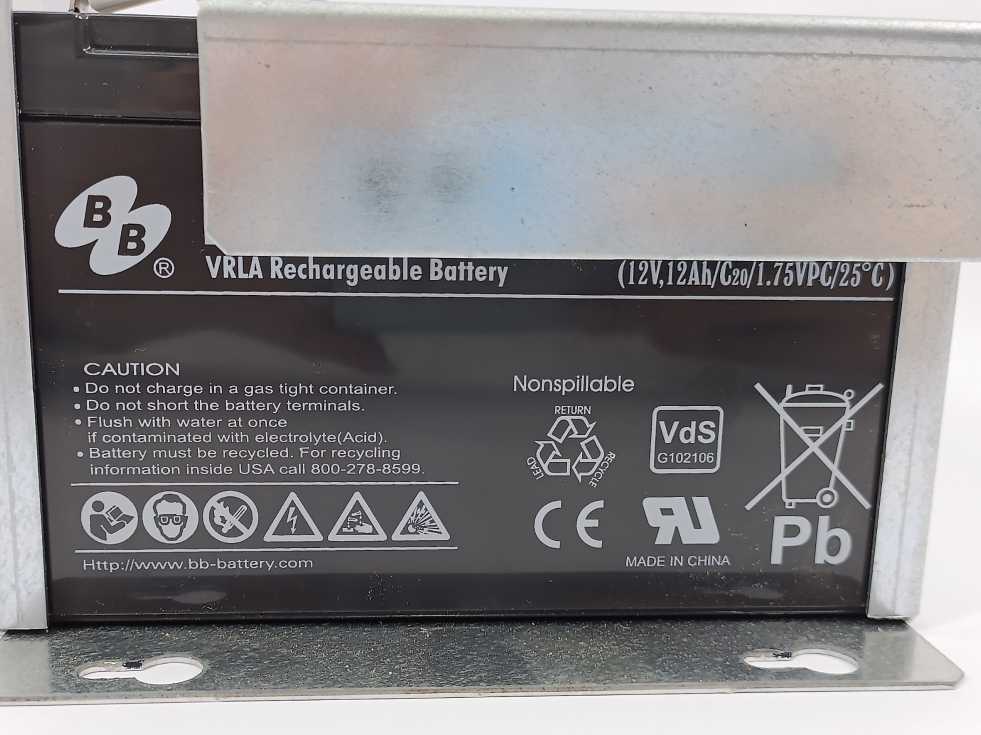 B
B
®
VRLA Rechargeable Battery
(12V,12Ah/C20/1.75VPC/25°C)
CAUTION
• Do not charge in a gas tight container.
• Do not short the battery terminals.
• Flush with water at once
if contaminated with electrolyte(Acid).
• Battery must be recycled. For recycling
information inside USA call 800-278-8599.
Http://www.bb-battery.com
Nonspillable
RETURN
LEAD
RECYCLE
VdS
G102106
CE
RU
MADE IN CHINA
Pb